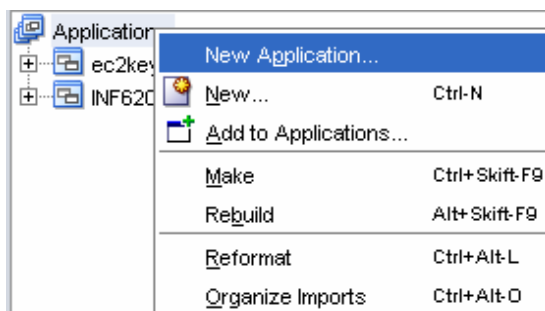 Application
ec2key
INF620
New Application...
New... Ctrl-N
Add to Applications...
Make Ctrl+Skift-F9
Rebuild Alt+Skift-F9
Reformat Ctrl+Alt-L
Organize Imports Ctrl+Alt-O